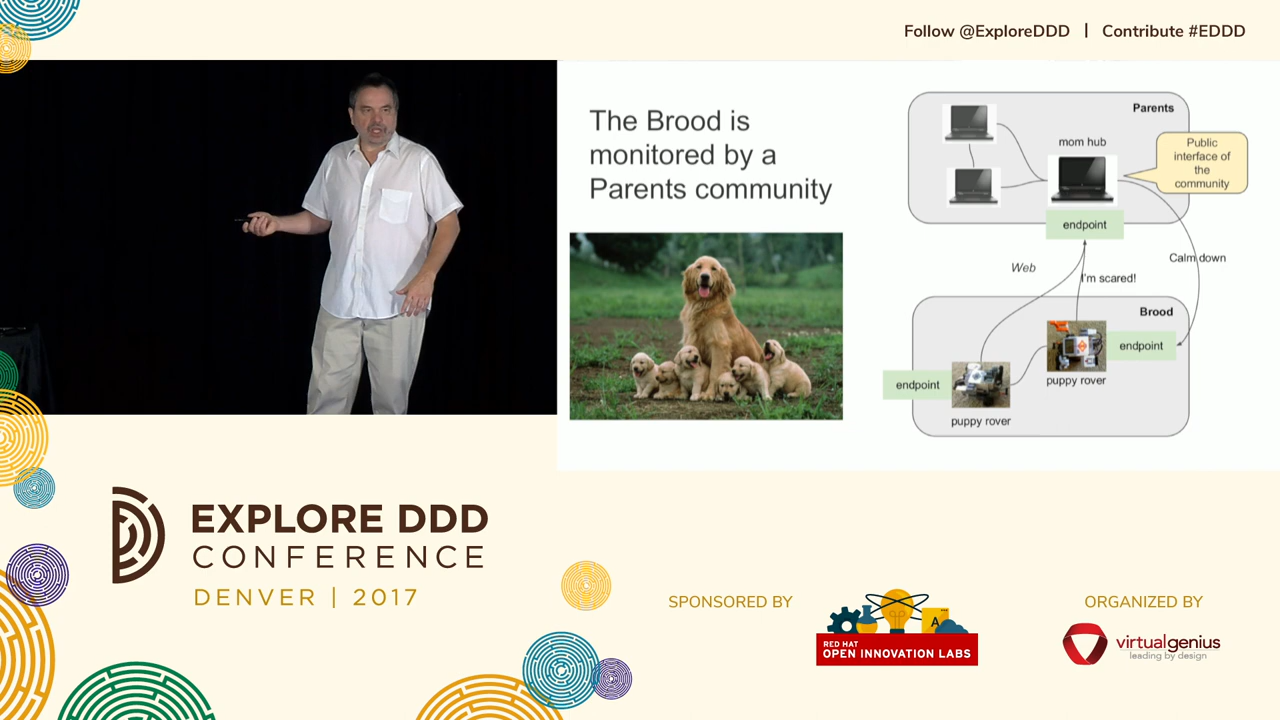 Follow @ExploreDDD | Contribute #EDDD
The Brood is
monitored by a
Parents community
Parents
mom hub
Public
interface of
the
community
endpoint
Web
Calm down
I'm scared!
Brood
endpoint
puppy rover
endpoint
puppy rover
EXPLORE DDD
CONFERENCE
DENVER | 2017
SPONSORED BY
A
RED HAT
OPEN INNOVATION LABS
ORGANIZED BY
virtualgenius
leading by design